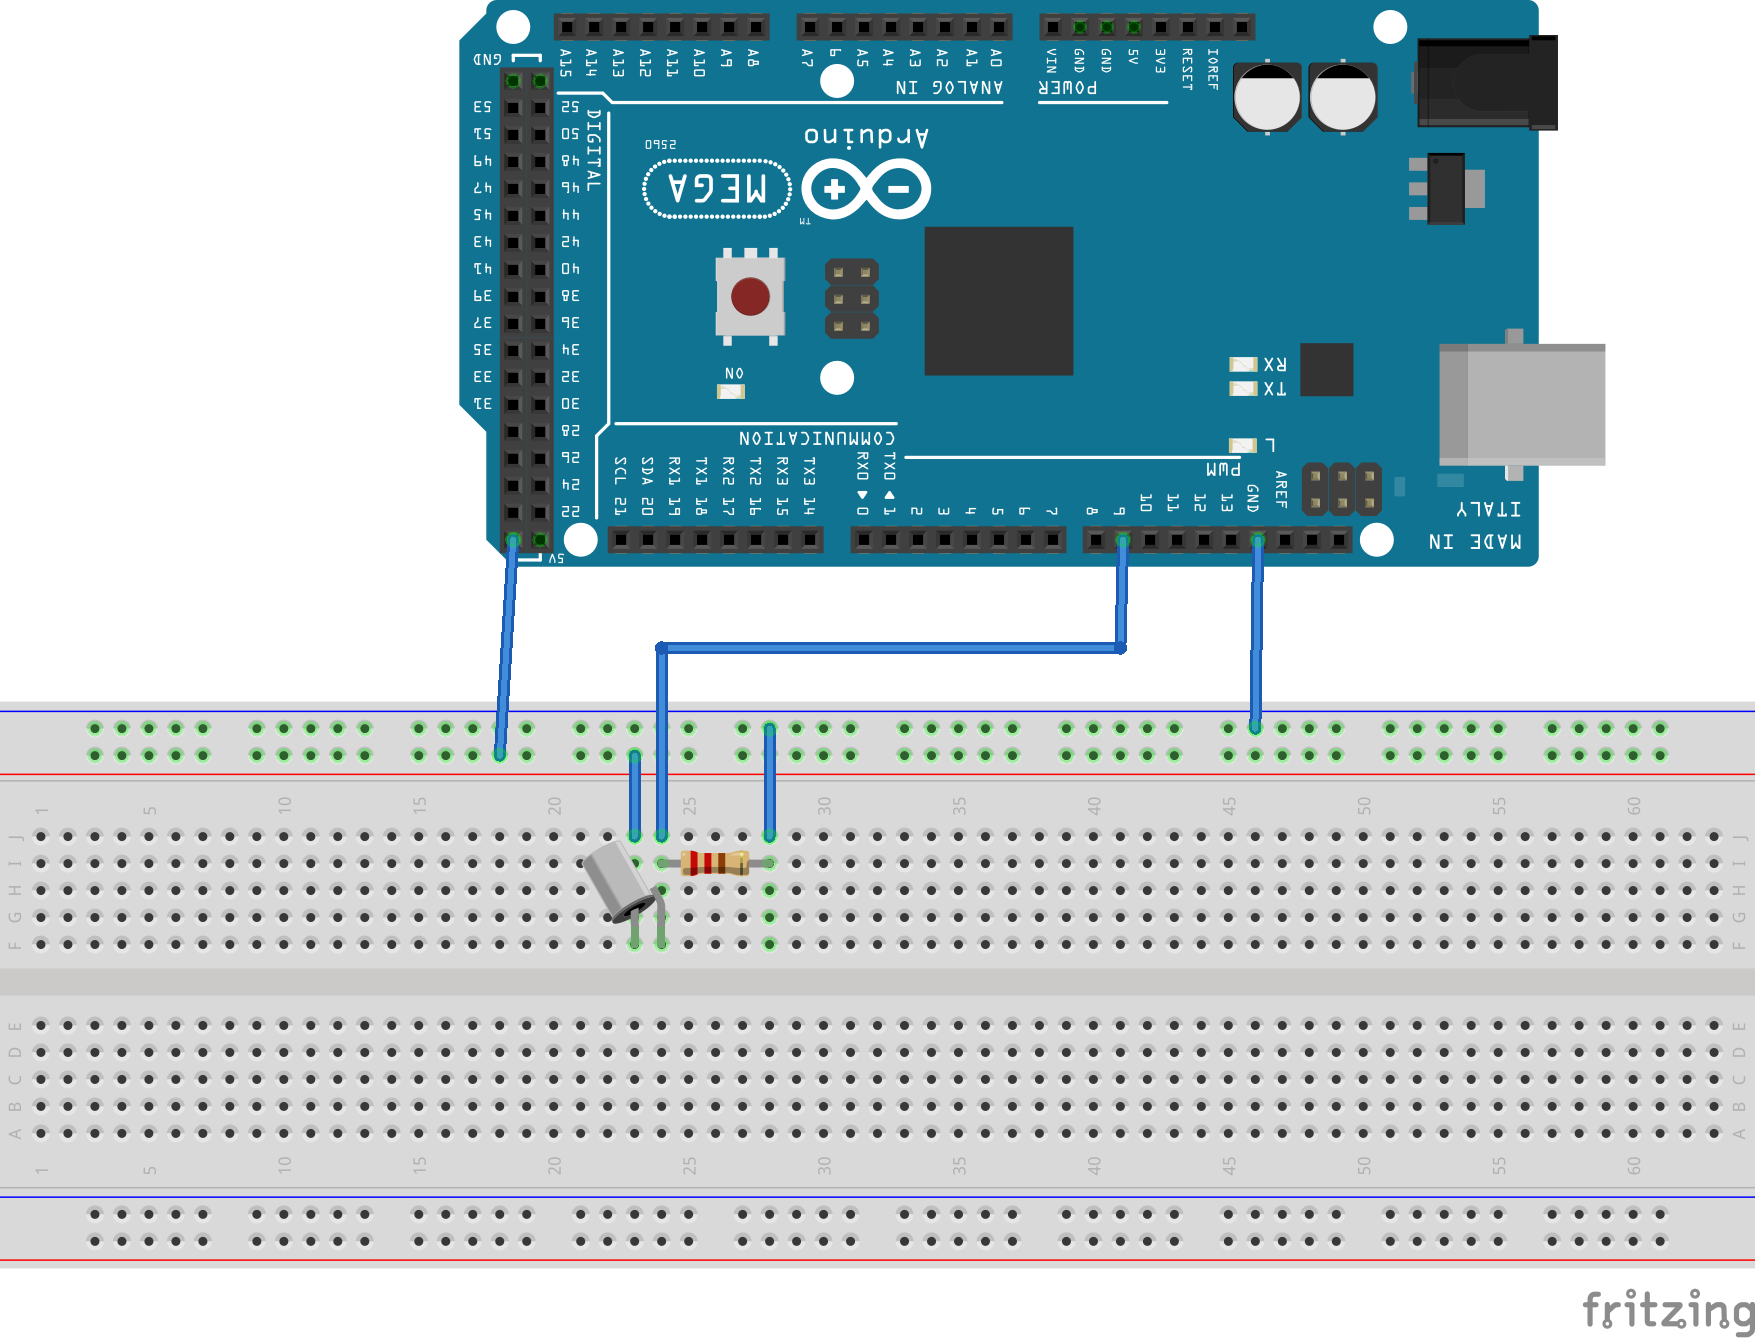 A15 A14 A13 A12 A11 A10 A9 A8
A7 6 A5 A4 A3 A2 A1 A0
VIN GND GND 5V 3V3 RESET IOREF
GND
ANALOG IN
POWER
53 52
51 50
49 48
47 46
45 44
43 42
41 40
39 38
37 36
35 34
33 32
31 30
28
26
24
22
5V
DIGITAL
2560
Arduino
MEGA
TM
ON
RX
TX
L
COMMUNICATION
PWM
SCL 21
SDA 20
RX1 19
TX1 18
RX2 17
TX2 16
RX3 15
TX3 14
RX0 0
TX0 1
2 3 4 5 6 7
8 9 10 11 12 13 GND AREF
MADE IN
ITALY
1 5 10 15 20 25 30 35 40 45 50 55 60
J J
I I
H H
G G
F F
E E
D D
C C
B B
A A
1 5 10 15 20 25 30 35 40 45 50 55 60
fritzing